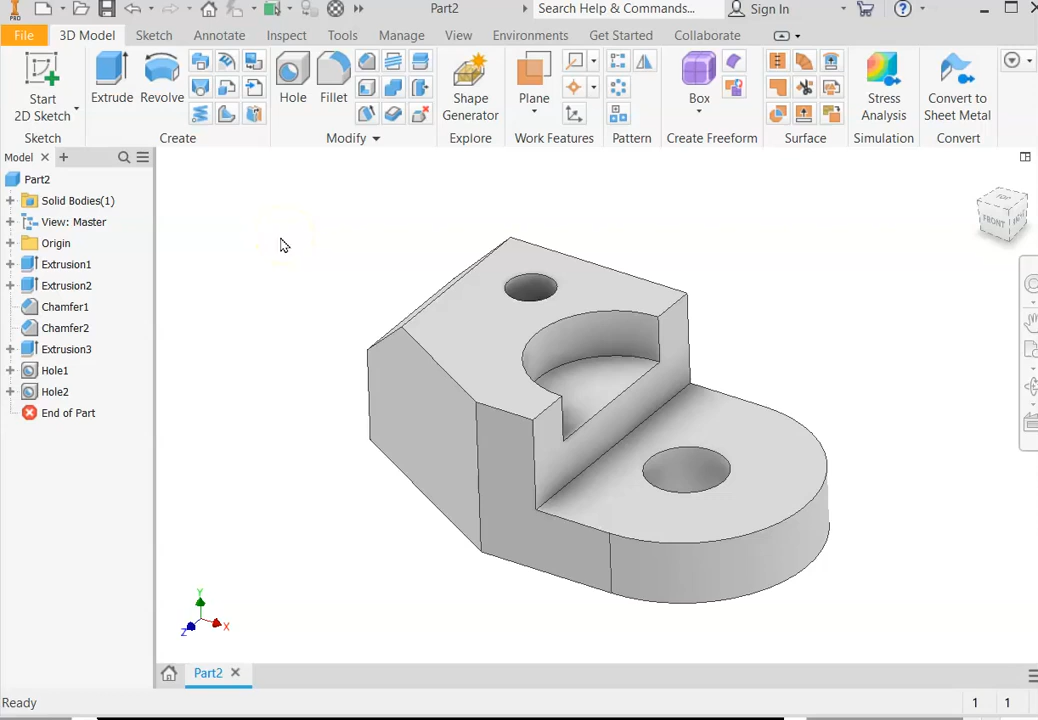 PRO
Part2
Search Help & Commands...
Sign In
File
3D Model
Sketch
Annotate
Inspect
Tools
Manage
View
Environments
Get Started
Collaborate
Start
2D Sketch
Extrude
Revolve
Hole
Fillet
Shape
Generator
Plane
Box
Stress
Analysis
Convert to
Sheet Metal
Sketch
Create
Modify
Explore
Work Features
Pattern
Create Freeform
Surface
Simulation
Convert
Model
Part2
Solid Bodies(1)
View: Master
Origin
Extrusion1
Extrusion2
Chamfer1
Chamfer2
Extrusion3
Hole1
Hole2
End of Part
TOP
FRONT
Y
X
Z
Part2
Ready
1 1